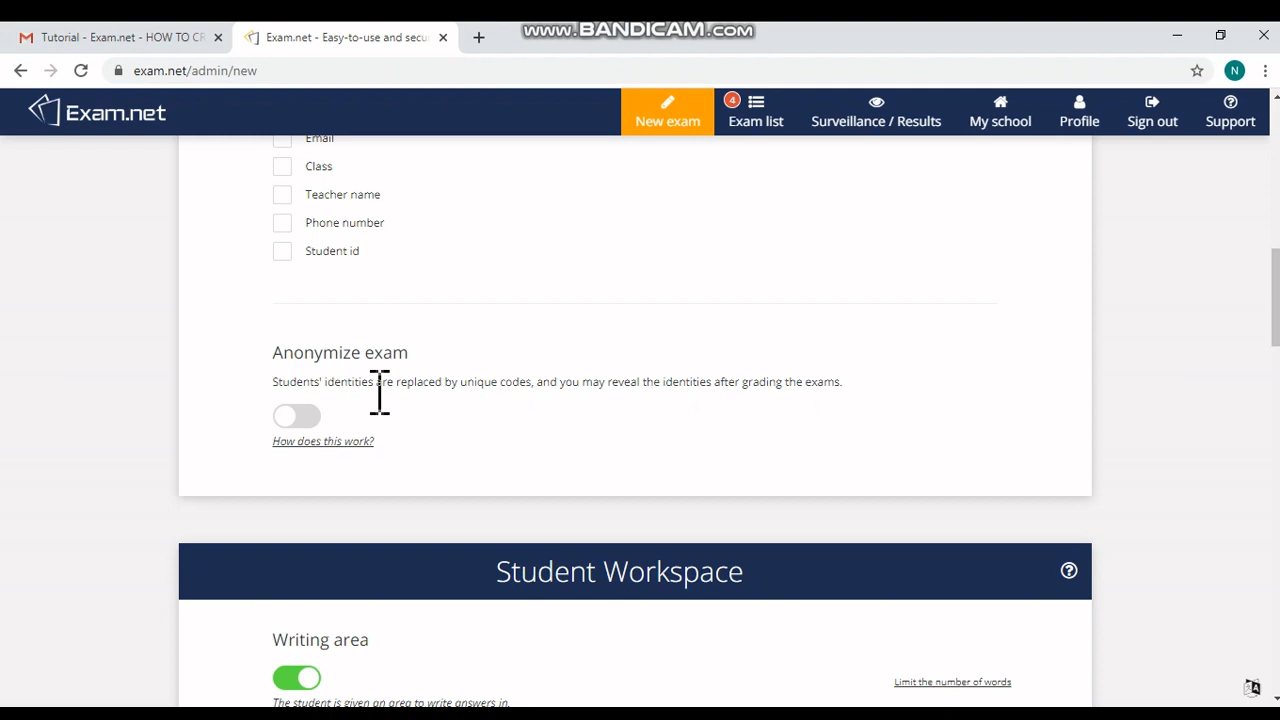 www.BANDICAM.com
Tutorial - Exam.net - HOW TO CR
Exam.net - Easy-to-use and secu
exam.net/admin/new
N
Exam.net
New exam
4
Exam list
Surveillance / Results
My school
Profile
Sign out
Support
Email
Class
Teacher name
Phone number
Student id
Anonymize exam
Students' identities are replaced by unique codes, and you may reveal the identities after grading the exams.
How does this work?
Student Workspace
Writing area
Limit the number of words
The student is given an area to write answers in.